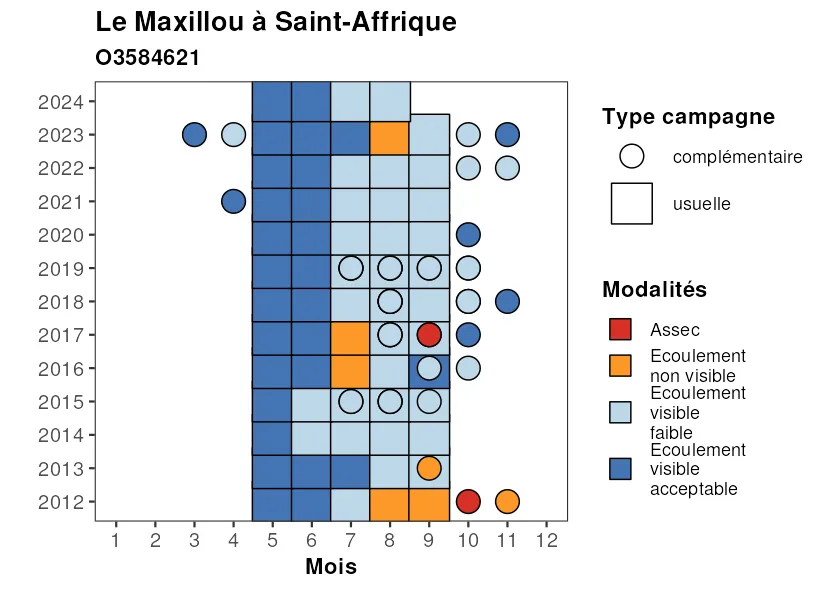 Le Maxillou à Saint-Affrique
O3584621
2024
2023
2022
2021
2020
2019
2018
2017
2016
2015
2014
2013
2012
1 2 3 4 5 6 7 8 9 10 11 12
Mois
Type campagne
complémentaire
usuelle
Modalités
Assec
Ecoulement
non visible
Ecoulement
visible
faible
Ecoulement
visible
acceptable